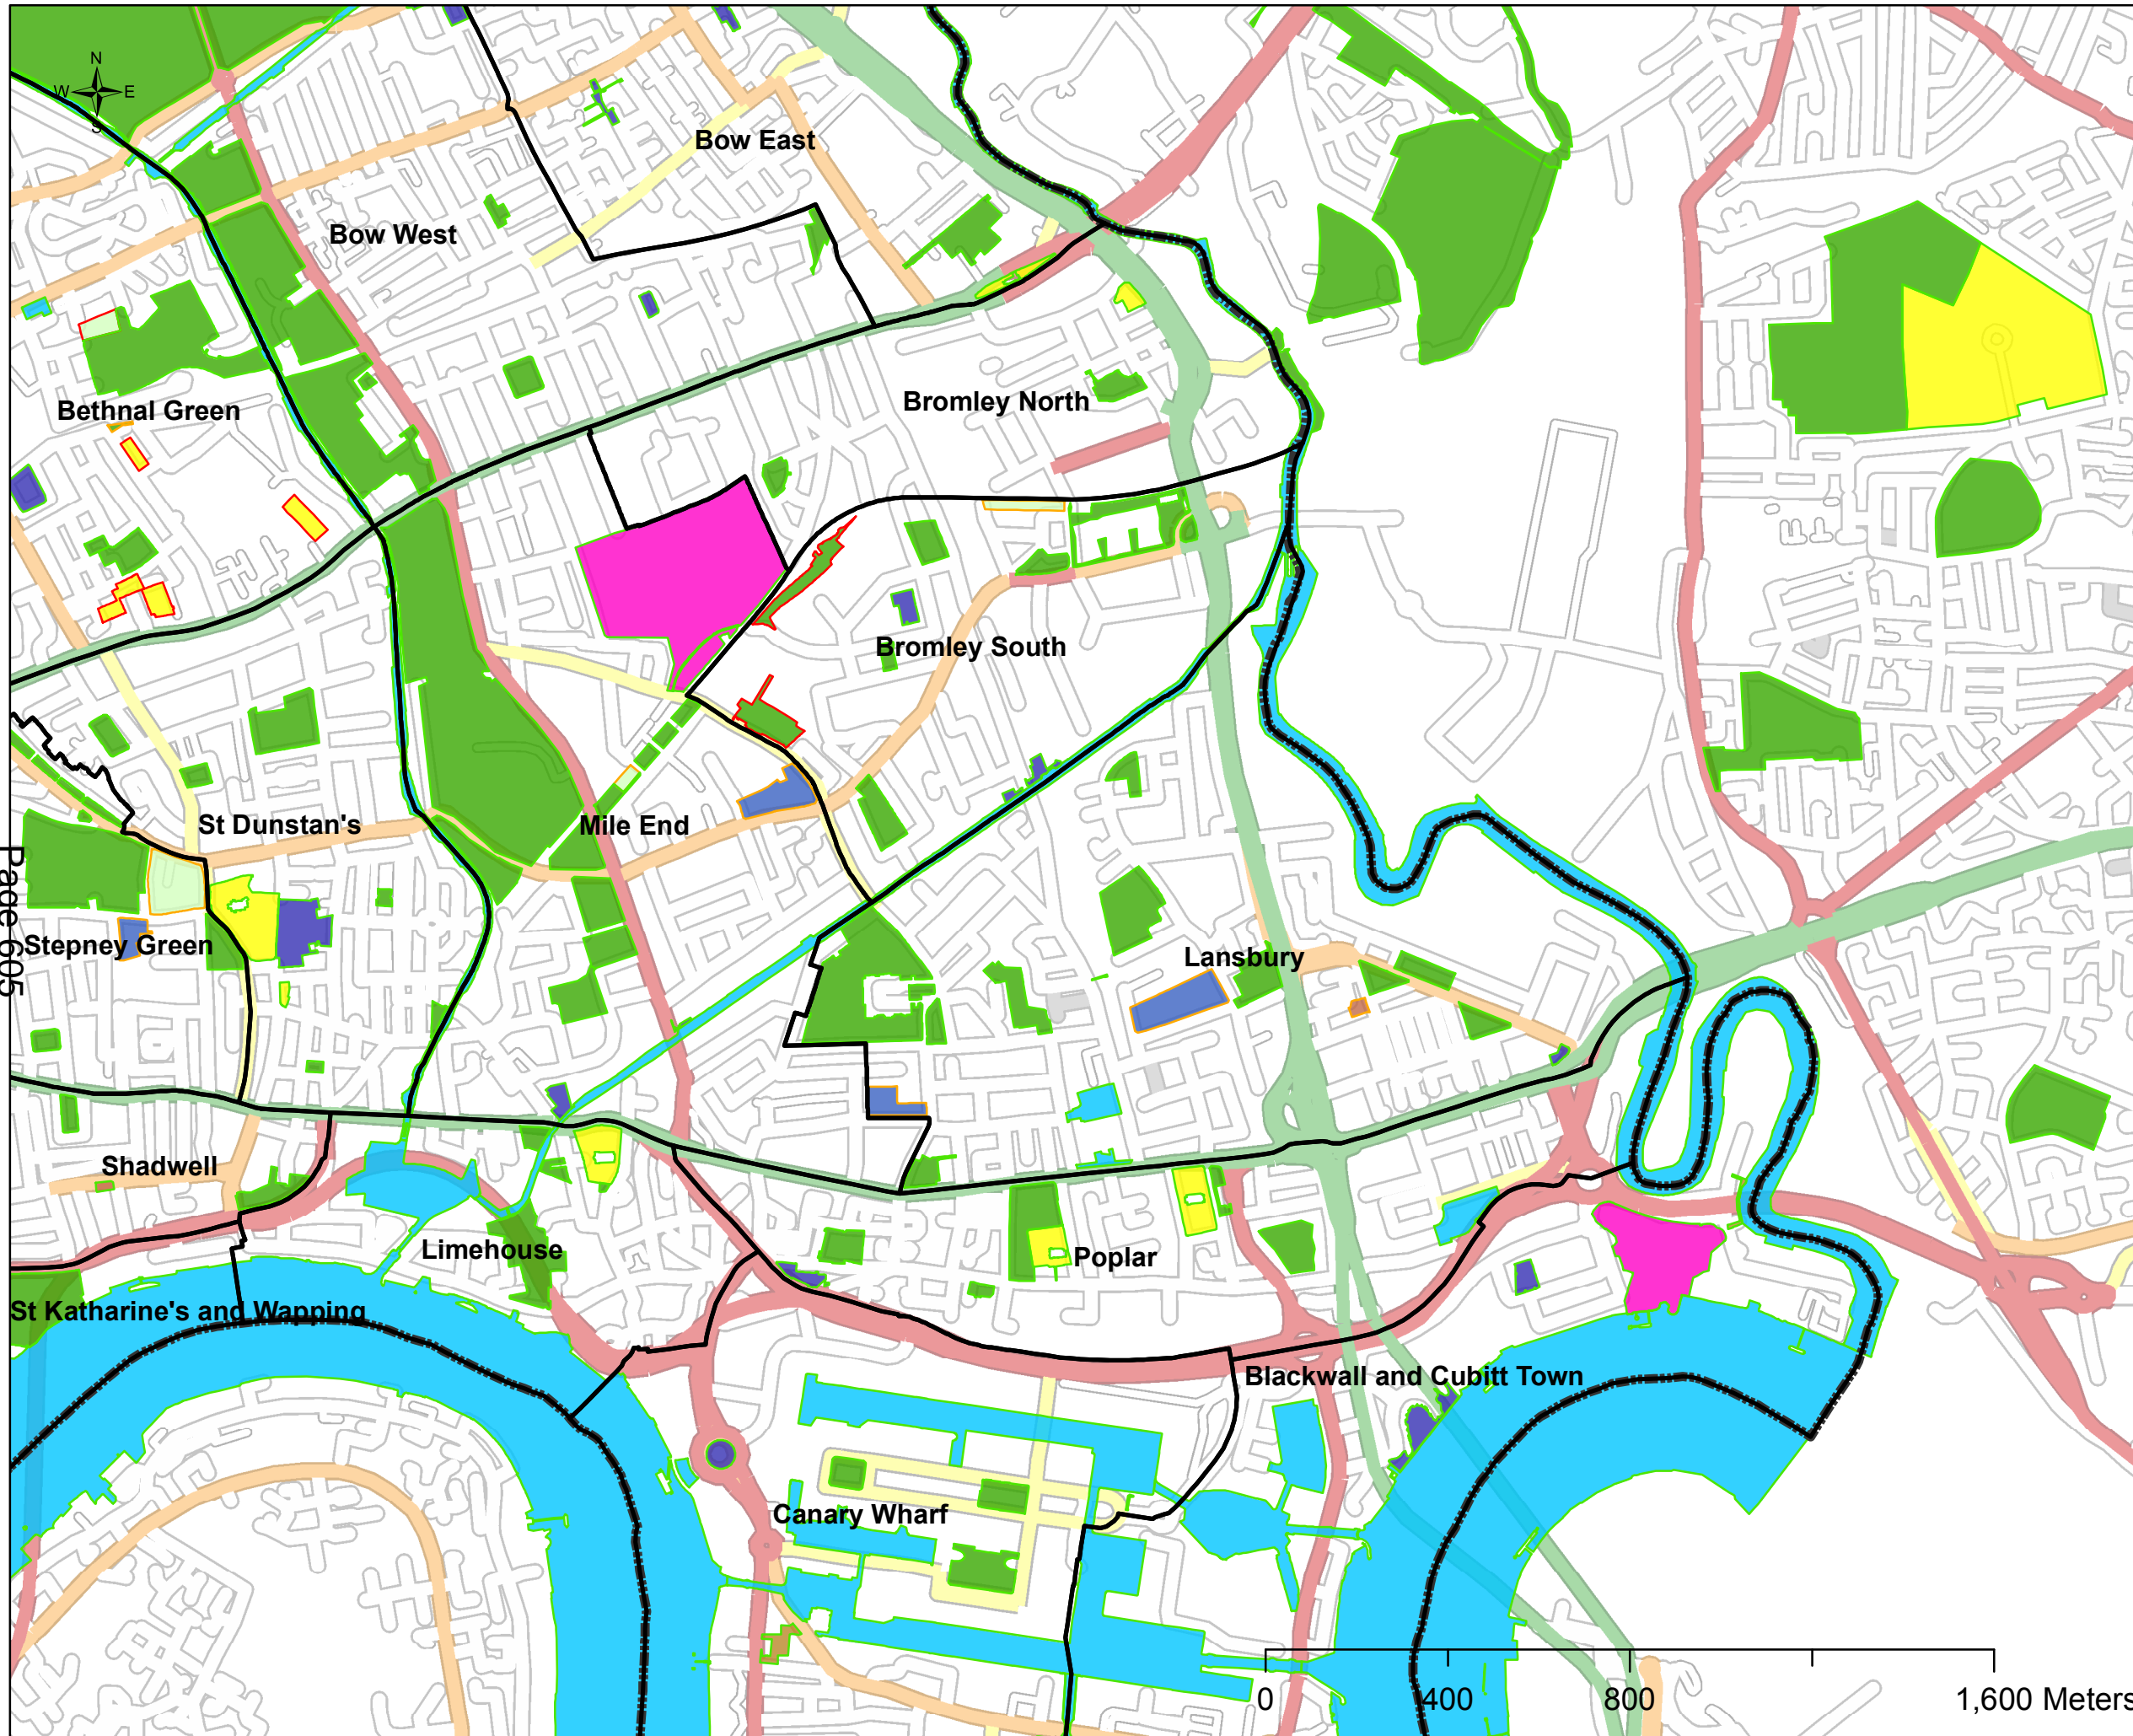 N
W E
S
Bow East
Bow West
Bromley North
Bethnal Green
Bromley South
St Dunstan's
Mile End
Page 605
Stepney Green
Lansbury
Shadwell
Limehouse
Poplar
St Katharine's and Wapping
Blackwall and Cubitt Town
Canary Wharf
0 400 800 1,600 Meters